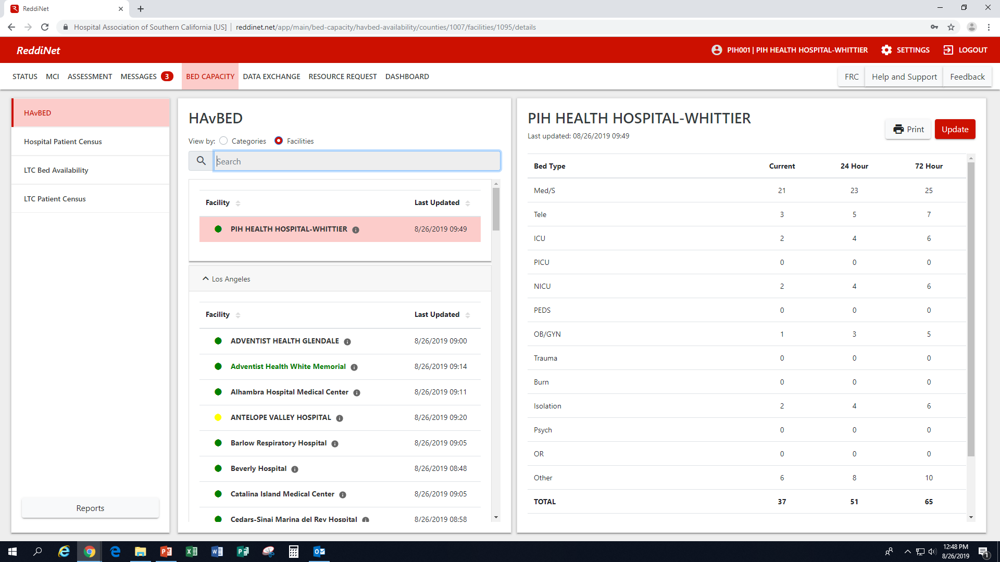 ReddiNet
Hospital Association of Southern California [US] | reddinet.net/app/main/bed-capacity/havbed-availability/counties/1007/facilities/1095/details
ReddiNet
PIH001 | PIH HEALTH HOSPITAL-WHITTIER SETTINGS LOGOUT
STATUS MCI ASSESSMENT MESSAGES 3 BED CAPACITY DATA EXCHANGE RESOURCE REQUEST DASHBOARD
FRC Help and Support Feedback
HAvBED
Hospital Patient Census
LTC Bed Availability
LTC Patient Census
Reports
HAvBED
View by: Categories Facilities
Search
Facility Last Updated
PIH HEALTH HOSPITAL-WHITTIER 8/26/2019 09:49
Los Angeles
Facility Last Updated
ADVENTIST HEALTH GLENDALE 8/26/2019 09:00
Adventist Health White Memorial 8/26/2019 09:14
Alhambra Hospital Medical Center 8/26/2019 09:11
ANTELOPE VALLEY HOSPITAL 8/26/2019 09:20
Barlow Respiratory Hospital 8/26/2019 09:05
Beverly Hospital 8/26/2019 08:48
Catalina Island Medical Center 8/26/2019 09:05
Cedars-Sinai Marina del Rey Hospital 8/26/2019 08:58
PIH HEALTH HOSPITAL-WHITTIER
Last updated: 08/26/2019 09:49
Print Update
Bed Type Current 24 Hour 72 Hour
Med/S 21 23 25
Tele 3 5 7
ICU 2 4 6
PICU 0 0 0
NICU 2 4 6
PEDS 0 0 0
OB/GYN 1 3 5
Trauma 0 0 0
Burn 0 0 0
Isolation 2 4 6
Psych 0 0 0
OR 0 0 0
Other 6 8 10
TOTAL 37 51 65
12:48 PM
8/26/2019
1